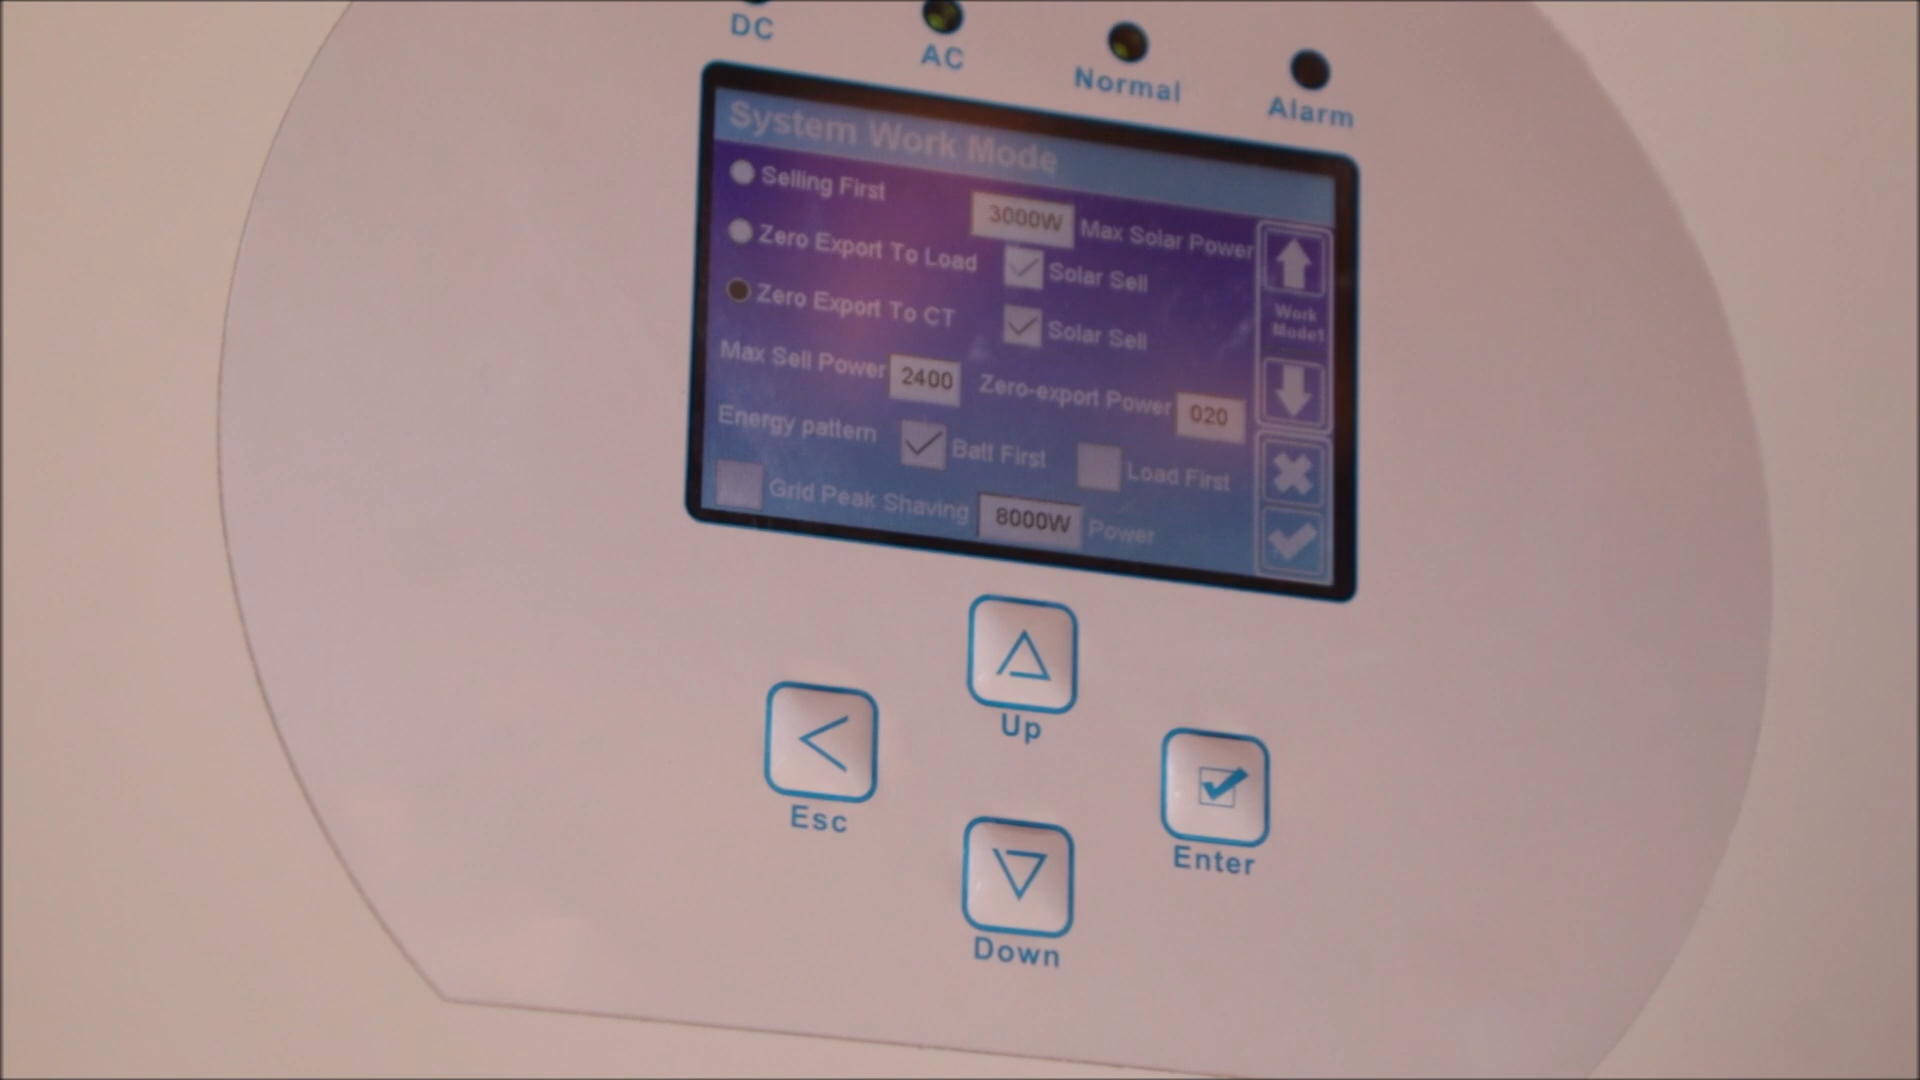 DC
AC
Normal
Alarm
System Work Mode
Selling First
3000W Max Solar Power
Zero Export To Load
Solar Sell
Zero Export To CT
Solar Sell
Work
Mode1
Max Sell Power 2400 Zero-export Power 020
Energy pattern Batt First Load First
Grid Peak Shaving 8000W Power
Up
Esc
Enter
Down